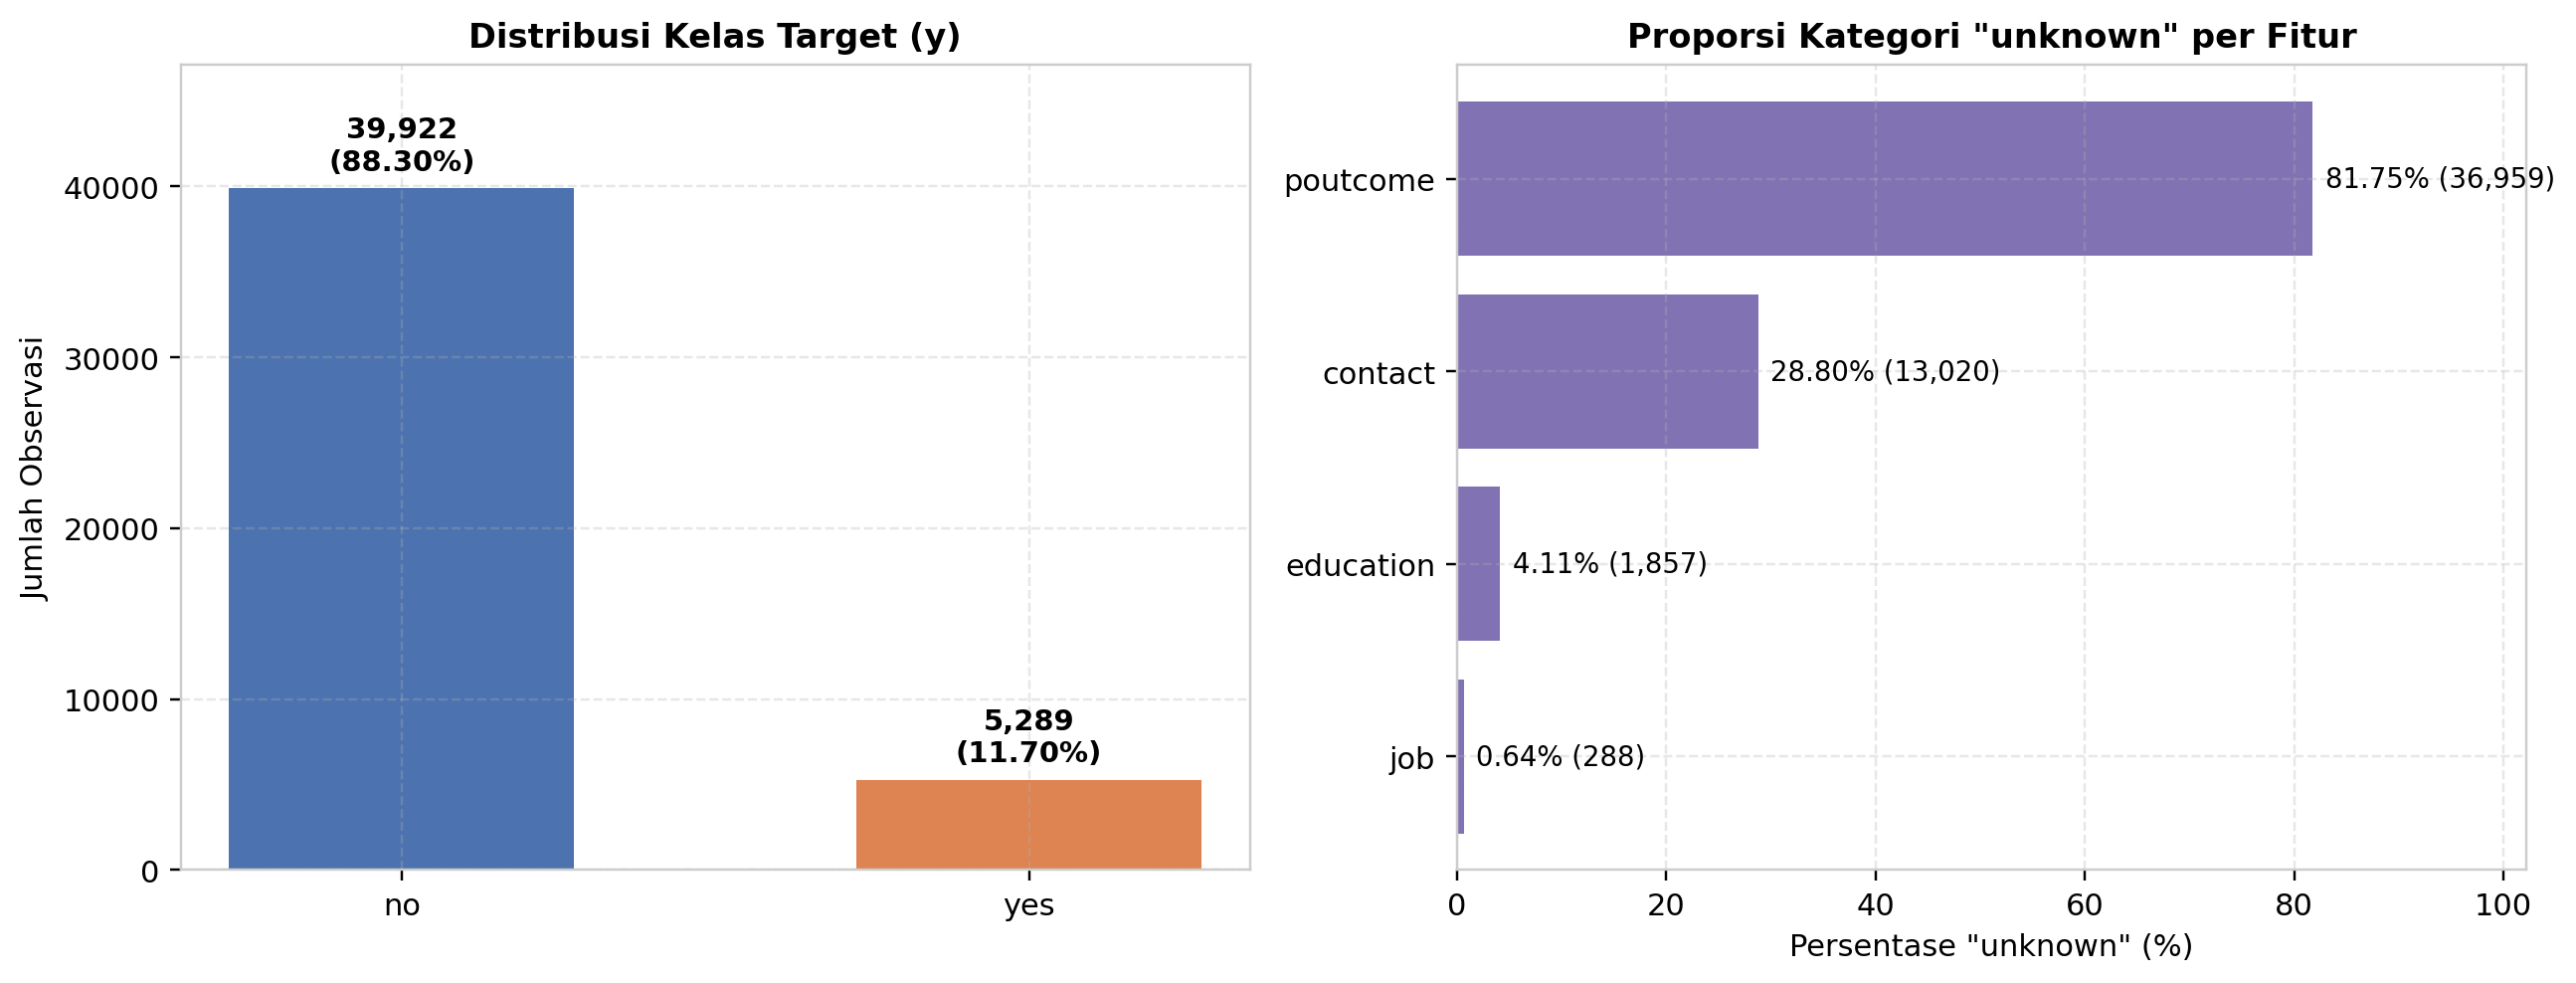 Distribusi Kelas Target (y)
Jumlah Observasi
40000
30000
20000
10000
0
39,922
(88.30%)
5,289
(11.70%)
no
yes
Proporsi Kategori "unknown" per Fitur
poutcome
81.75% (36,959)
contact
28.80% (13,020)
education
4.11% (1,857)
job
0.64% (288)
0
20
40
60
80
100
Persentase "unknown" (%)